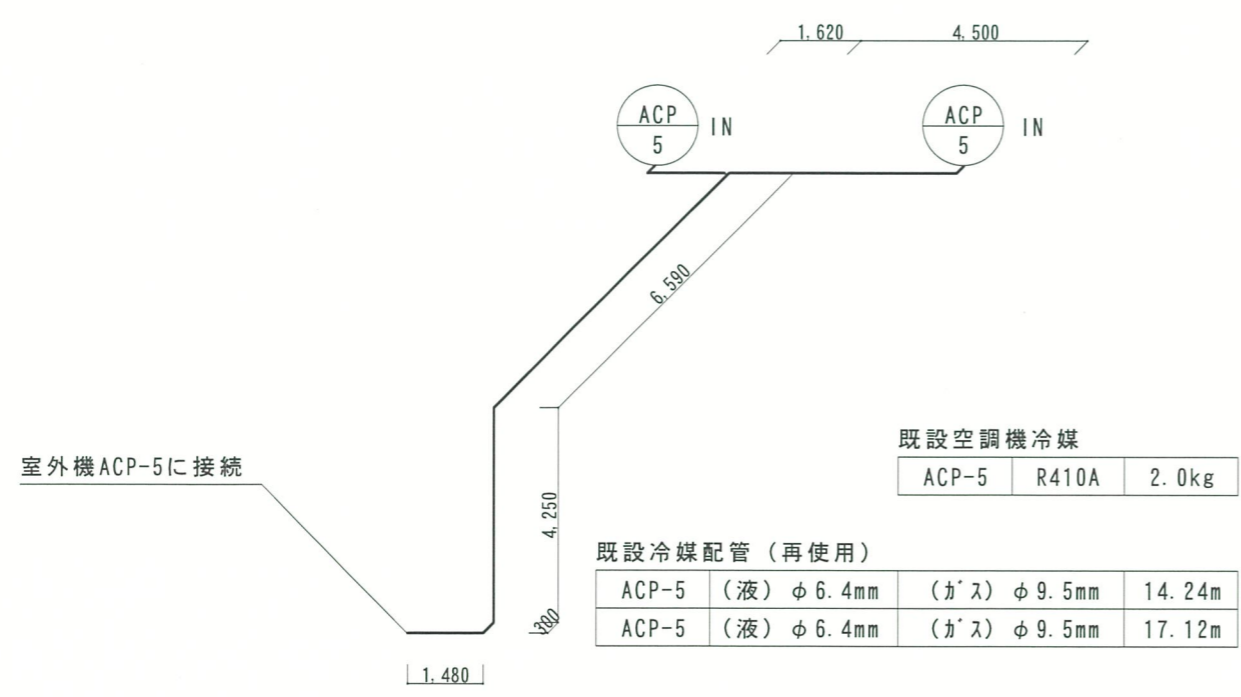 1,620 4,500
ACP
5
IN
ACP
5
IN
6,590
既設空調機冷媒
ACP-5 R410A 2.0kg
室外機ACP-5に接続
4,250
既設冷媒配管（再使用）
ACP-5 （液）φ6.4mm （ｶﾞｽ）φ9.5mm 14.24m
ACP-5 （液）φ6.4mm （ｶﾞｽ）φ9.5mm 17.12m
300
1,480